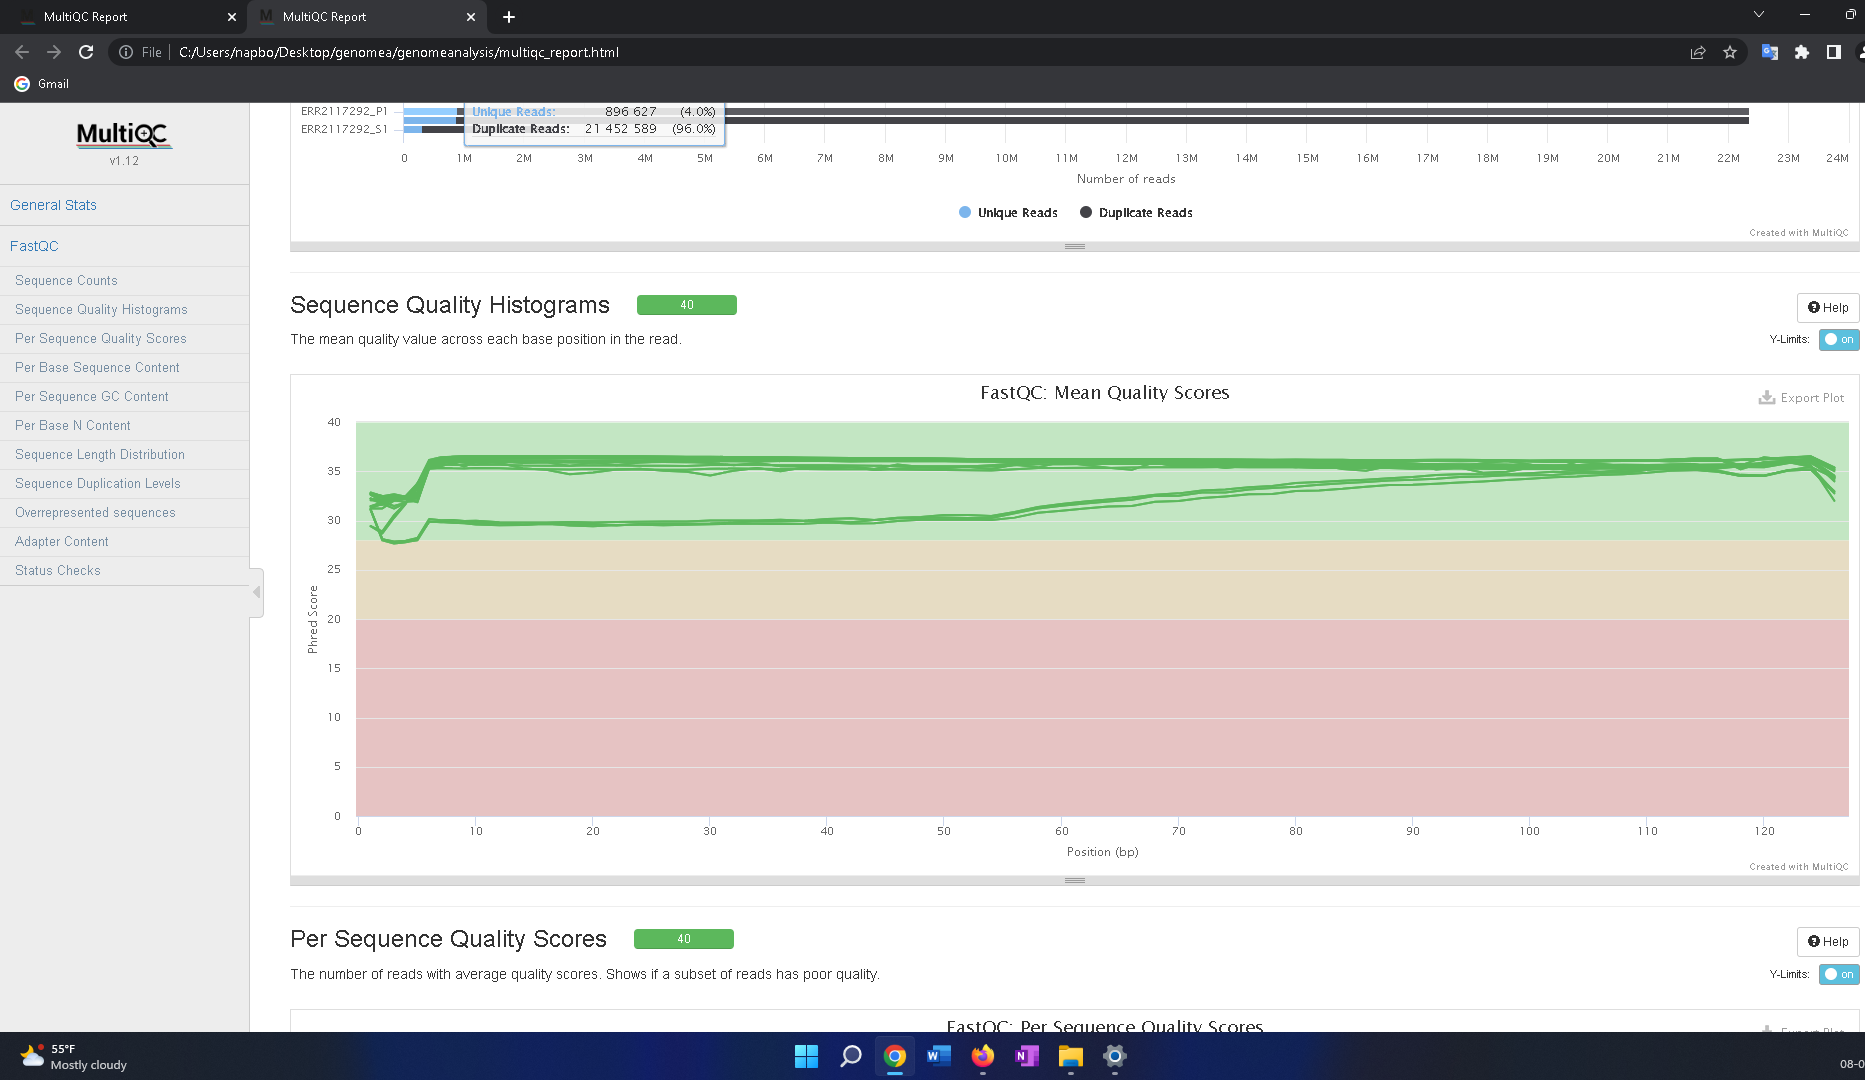 MultiQC Report
MultiQC Report
File
C:/Users/napbo/Desktop/genomea/genomeanalysis/multiqc_report.html
Gmail
MultiQC
v1.12
General Stats
FastQC
Sequence Counts
Sequence Quality Histograms
Per Sequence Quality Scores
Per Base Sequence Content
Per Sequence GC Content
Per Base N Content
Sequence Length Distribution
Sequence Duplication Levels
Overrepresented sequences
Adapter Content
Status Checks
ERR2117292_P1
ERR2117292_S1
Unique Reads: 896 627 (4.0%)
Duplicate Reads: 21 452 589 (96.0%)
0 1M 2M 3M 4M 5M 6M 7M 8M 9M 10M 11M 12M 13M 14M 15M 16M 17M 18M 19M 20M 21M 22M 23M 24M
Number of reads
Unique Reads Duplicate Reads
Created with MultiQC
Sequence Quality Histograms 40
Help
The mean quality value across each base position in the read.
Y-Limits: on
FastQC: Mean Quality Scores
Export Plot
40
35
30
25
20
15
10
5
0
Phred Score
0 10 20 30 40 50 60 70 80 90 100 110 120
Position (bp)
Created with MultiQC
Per Sequence Quality Scores 40
Help
The number of reads with average quality scores. Shows if a subset of reads has poor quality.
Y-Limits: on
FastQC: Per Sequence Quality Scores
Export Plot
55°F
Mostly cloudy
08-0